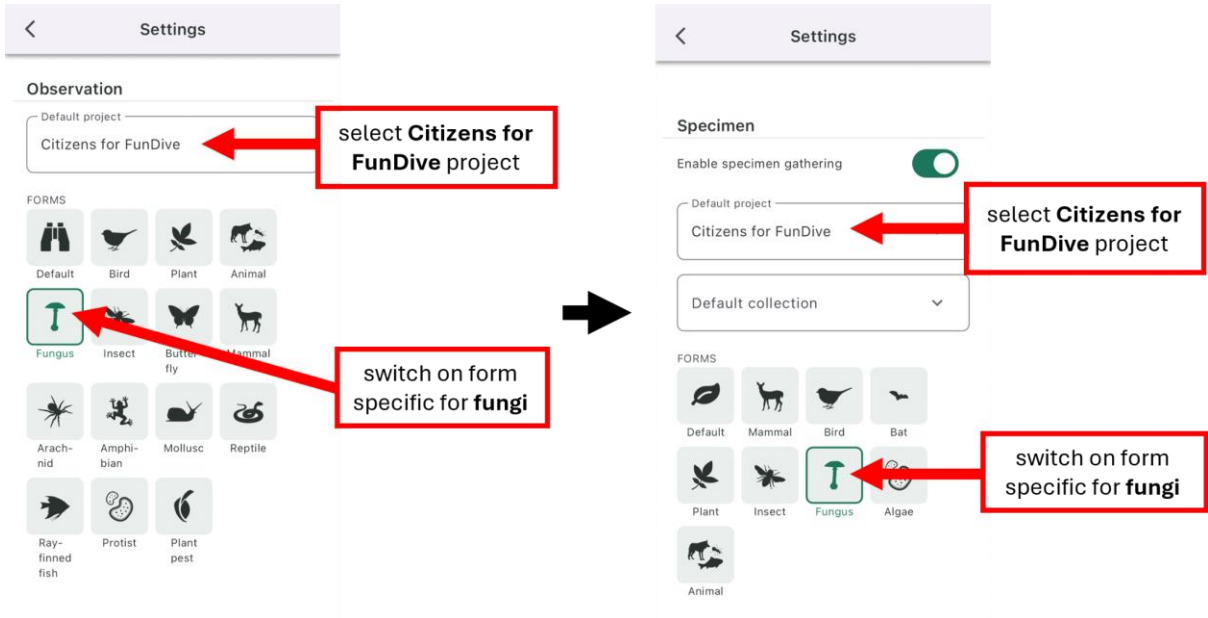 Settings
Observation
Default project
Citizens for FunDive
select Citizens for
FunDive project
FORMS
Default
Bird
Plant
Animal
Fungus
Insect
Butter-
fly
Mammal
switch on form
specific for fungi
Arach-
nid
Amphi-
bian
Mollusc
Reptile
Ray-
finned
fish
Protist
Plant
pest
Settings
Specimen
Enable specimen gathering
Default project
Citizens for FunDive
select Citizens for
FunDive project
Default collection
FORMS
Default
Mammal
Bird
Bat
Plant
Insect
Fungus
Algae
switch on form
specific for fungi
Animal